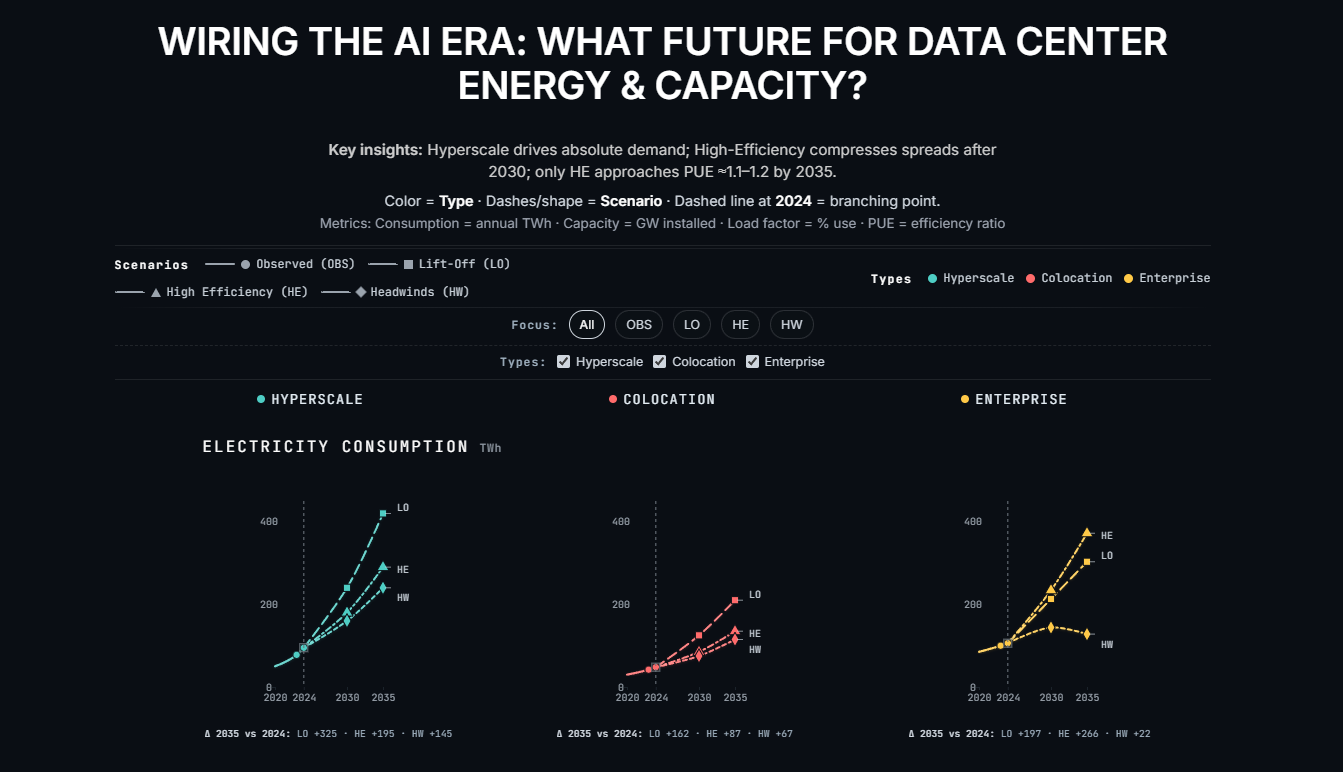 WIRING THE AI ERA: WHAT FUTURE FOR DATA CENTER
ENERGY & CAPACITY?
Key insights: Hyperscale drives absolute demand; High-Efficiency compresses spreads after
2030; only HE approaches PUE ≈1.1–1.2 by 2035.
Color = Type · Dashes/shape = Scenario · Dashed line at 2024 = branching point.
Metrics: Consumption = annual TWh · Capacity = GW installed · Load factor = % use · PUE = efficiency ratio
Scenarios Observed (OBS) Lift-Off (LO)
High Efficiency (HE) Headwinds (HW)
Types Hyperscale Colocation Enterprise
Focus: All OBS LO HE HW
Types: Hyperscale Colocation Enterprise
HYPERSCALE COLOCATION ENTERPRISE
ELECTRICITY CONSUMPTION TWh
400
200
0
2020 2024 2030 2035
LO
HE
HW
Δ 2035 vs 2024: LO +325 · HE +195 · HW +145
400
200
0
2020 2024 2030 2035
LO
HE
HW
Δ 2035 vs 2024: LO +162 · HE +87 · HW +67
400
200
0
2020 2024 2030 2035
HE
LO
HW
Δ 2035 vs 2024: LO +197 · HE +266 · HW +22